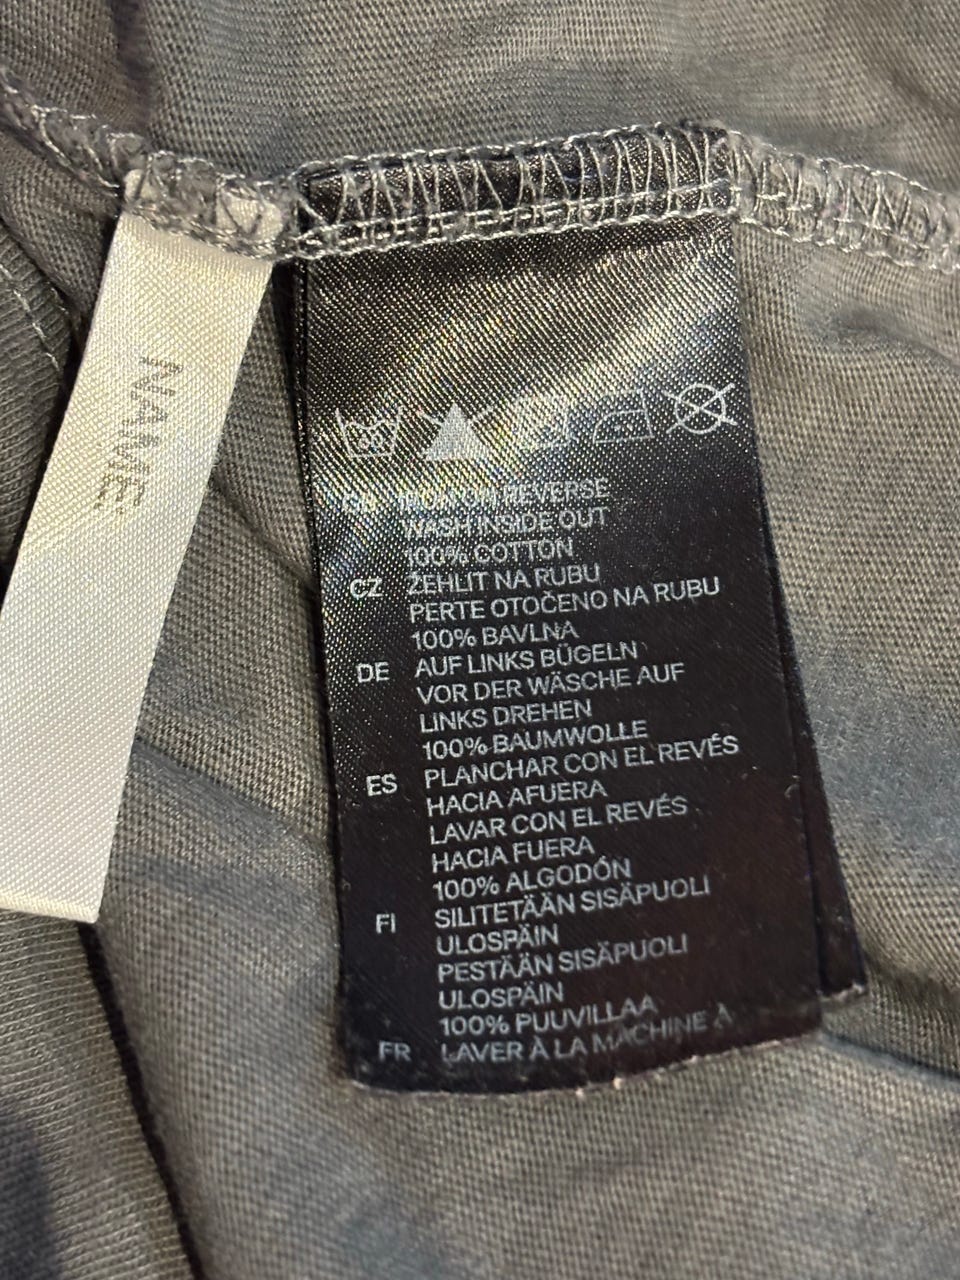 NAME:
60
GB IRON ON REVERSE
WASH INSIDE OUT
100% COTTON
CZ ŽEHLIT NA RUBU
PERTE OTOČENO NA RUBU
100% BAVLNA
DE AUF LINKS BÜGELN
VOR DER WÄSCHE AUF
LINKS DREHEN
100% BAUMWOLLE
ES PLANCHAR CON EL REVÉS
HACIA AFUERA
LAVAR CON EL REVÉS
HACIA FUERA
100% ALGODÓN
FI SILITETÄÄN SISÄPUOLI
ULOSPÄIN
PESTÄÄN SISÄPUOLI
ULOSPÄIN
100% PUUVILLAA
FR LAVER À LA MACHINE À